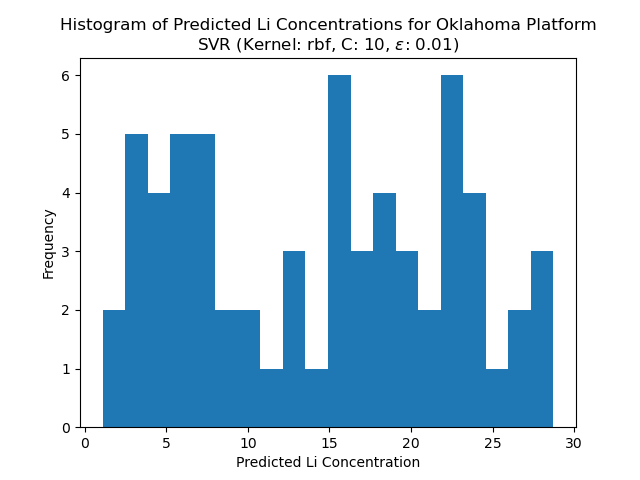 Histogram of Predicted Li Concentrations for Oklahoma Platform
SVR (Kernel: rbf, C: 10, ε: 0.01)
6
5
4
3
2
1
0
Frequency
0 5 10 15 20 25 30
Predicted Li Concentration